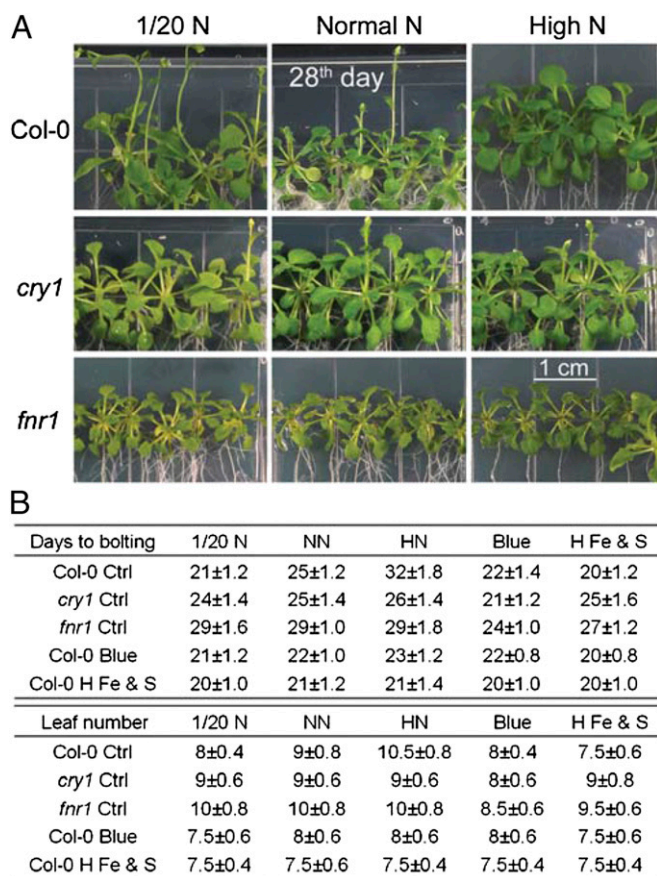 A
1/20 N Normal N High N
28th day
Col-0
cry1
1 cm
fnr1
B
Days to bolting 1/20 N NN HN Blue H Fe & S
Col-0 Ctrl 21±1.2 25±1.2 32±1.8 22±1.4 20±1.2
cry1 Ctrl 24±1.4 25±1.4 26±1.4 21±1.2 25±1.6
fnr1 Ctrl 29±1.6 29±1.0 29±1.8 24±1.0 27±1.2
Col-0 Blue 21±1.2 22±1.0 23±1.2 22±0.8 20±0.8
Col-0 H Fe & S 20±1.0 21±1.2 21±1.4 20±1.0 20±1.0
Leaf number 1/20 N NN HN Blue H Fe & S
Col-0 Ctrl 8±0.4 9±0.8 10.5±0.8 8±0.4 7.5±0.6
cry1 Ctrl 9±0.6 9±0.6 9±0.6 8±0.6 9±0.8
fnr1 Ctrl 10±0.8 10±0.8 10±0.8 8.5±0.6 9.5±0.6
Col-0 Blue 7.5±0.6 8±0.6 8±0.6 8±0.6 7.5±0.6
Col-0 H Fe & S 7.5±0.4 7.5±0.6 7.5±0.4 7.5±0.4 7.5±0.4